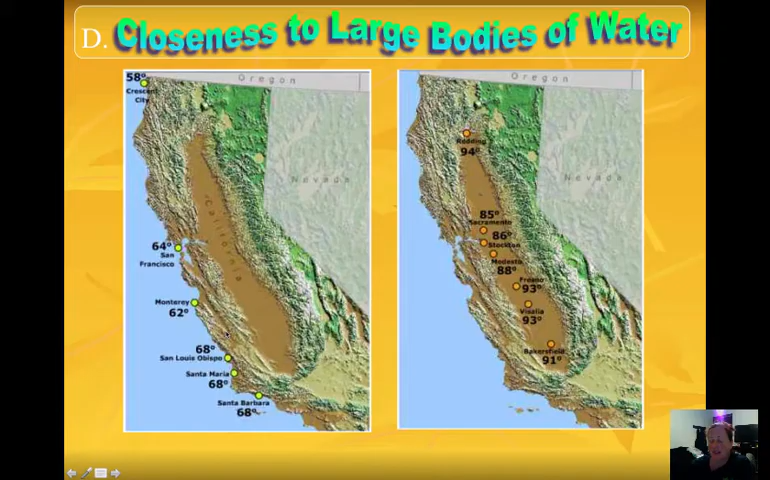 D. Closeness to Large Bodies of Water
Oregon
58°
Crescent
City
Nevada
California
64°
San
Francisco
Monterey
62°
68°
San Louis Obispo
Santa Maria
68°
Santa Barbara
68°
Oregon
Redding
94°
Nevada
85°
Sacramento
86°
Stockton
Modesto
88°
Fresno
93°
Visalia
93°
Bakersfield
91°